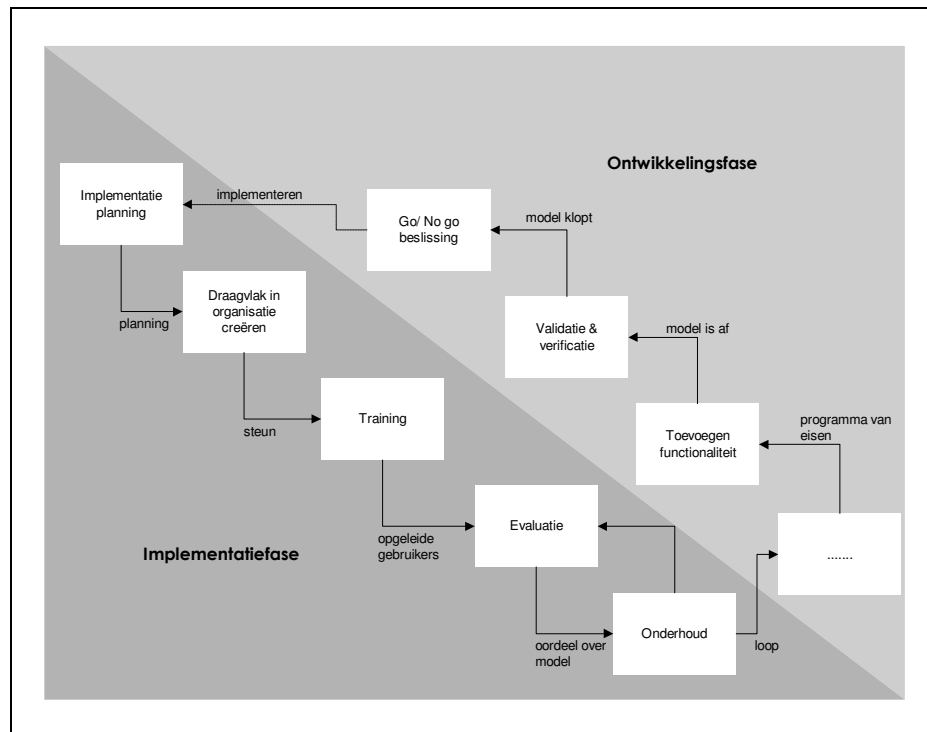 Ontwikkelingsfase
Implementatie
planning
implementeren
Go/ No go
beslissing
model klopt
Draagvlak in
organisatie
creëren
planning
Validatie &
verificatie
model is af
Training
steun
Toevoegen
functionaliteit
programma van
eisen
Evaluatie
opgeleide
gebruikers
Implementatiefase
.......
Onderhoud
oordeel over
model
loop